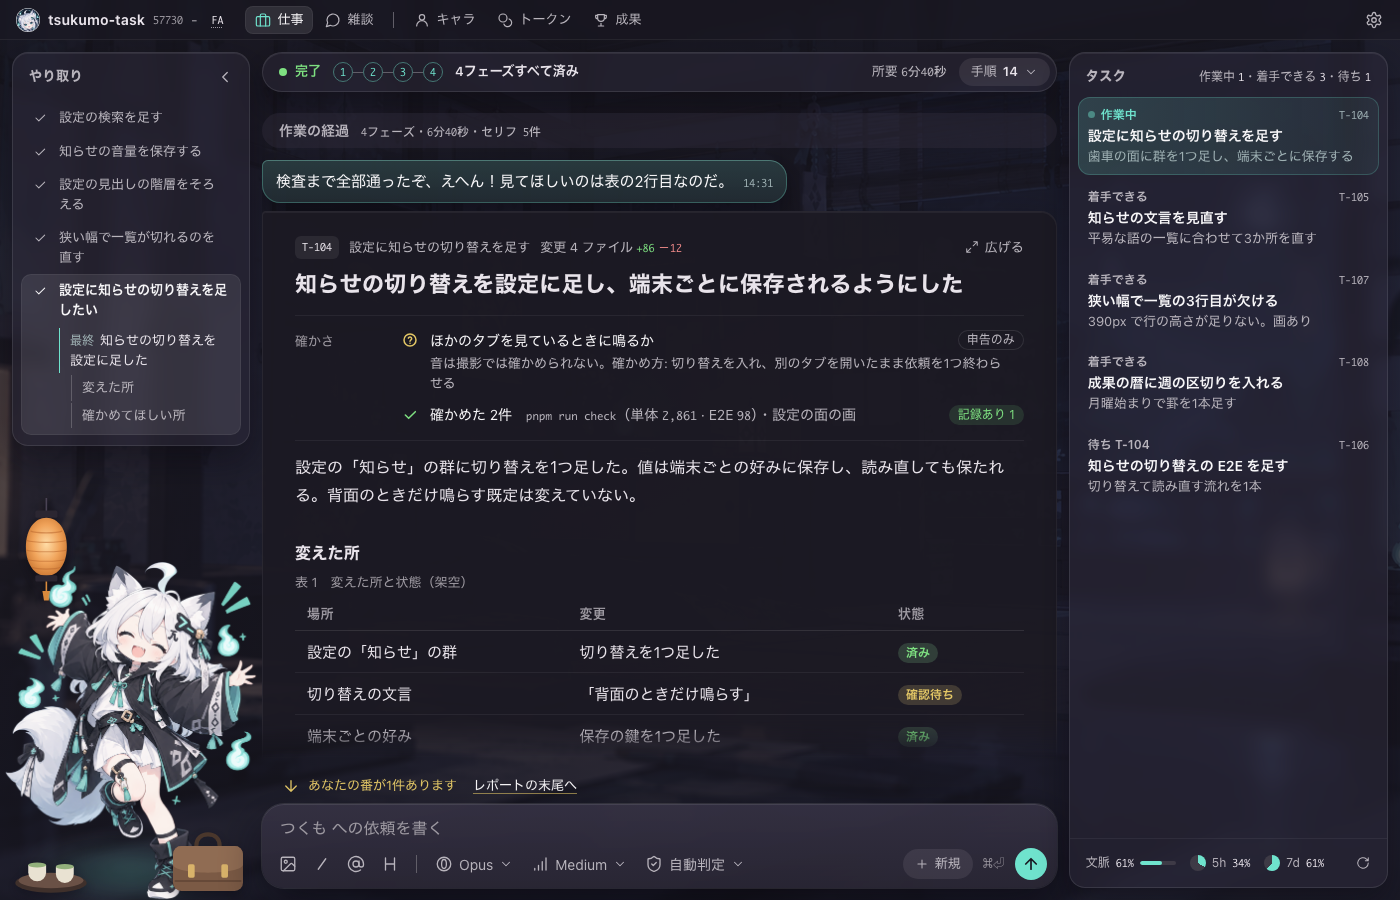 tsukumo-task 57730 - FA 仕事 雑談 キャラ トークン 成果
やり取り
設定の検索を足す
知らせの音量を保存する
設定の見出しの階層をそろ
える
狭い幅で一覧が切れるのを
直す
設定に知らせの切り替えを足
したい
最終 知らせの切り替えを
設定に足した
変えた所
確かめてほしい所
完了 1 2 3 4 4フェーズすべて済み 所要 6分40秒 手順 14
作業の経過 4フェーズ・6分40秒・セリフ 5件
検査まで全部通ったぞ、えへん！見てほしいのは表の2行目なのだ。 14:31
T-104 設定に知らせの切り替えを足す 変更 4 ファイル +86 −12 広げる
知らせの切り替えを設定に足し、端末ごとに保存されるようにした
確かさ ほかのタブを見ているときに鳴るか 申告のみ
音は撮影では確かめられない。確かめ方: 切り替えを入れ、別のタブを開いたまま依頼を1つ終わら
せる
確かめた 2件 pnpm run check（単体 2,861・E2E 98）・設定の面の画 記録あり 1
設定の「知らせ」の群に切り替えを1つ足した。値は端末ごとの好みに保存し、読み直しても保たれ
る。背面のときだけ鳴らす既定は変えていない。
変えた所
表 1 変えた所と状態（架空）
場所 変更 状態
設定の「知らせ」の群 切り替えを1つ足した 済み
切り替えの文言 「背面のときだけ鳴らす」 確認待ち
端末ごとの好み 保存の鍵を1つ足した 済み
あなたの番が1件あります レポートの末尾へ
つくも への依頼を書く
/ @ H Opus Medium 自動判定 + 新規 ⌘⏎
タスク 作業中 1・着手できる 3・待ち 1
作業中 T-104
設定に知らせの切り替えを足す
歯車の面に群を1つ足し、端末ごとに保存する
着手できる T-105
知らせの文言を見直す
平易な語の一覧に合わせて3か所を直す
着手できる T-107
狭い幅で一覧の3行目が欠ける
390px で行の高さが足りない。画あり
着手できる T-108
成果の暦に週の区切りを入れる
月曜始まりで罫を1本足す
待ち T-104 T-106
知らせの切り替えの E2E を足す
切り替えて読み直す流れを1本
文脈 61% 5h 34% 7d 61%